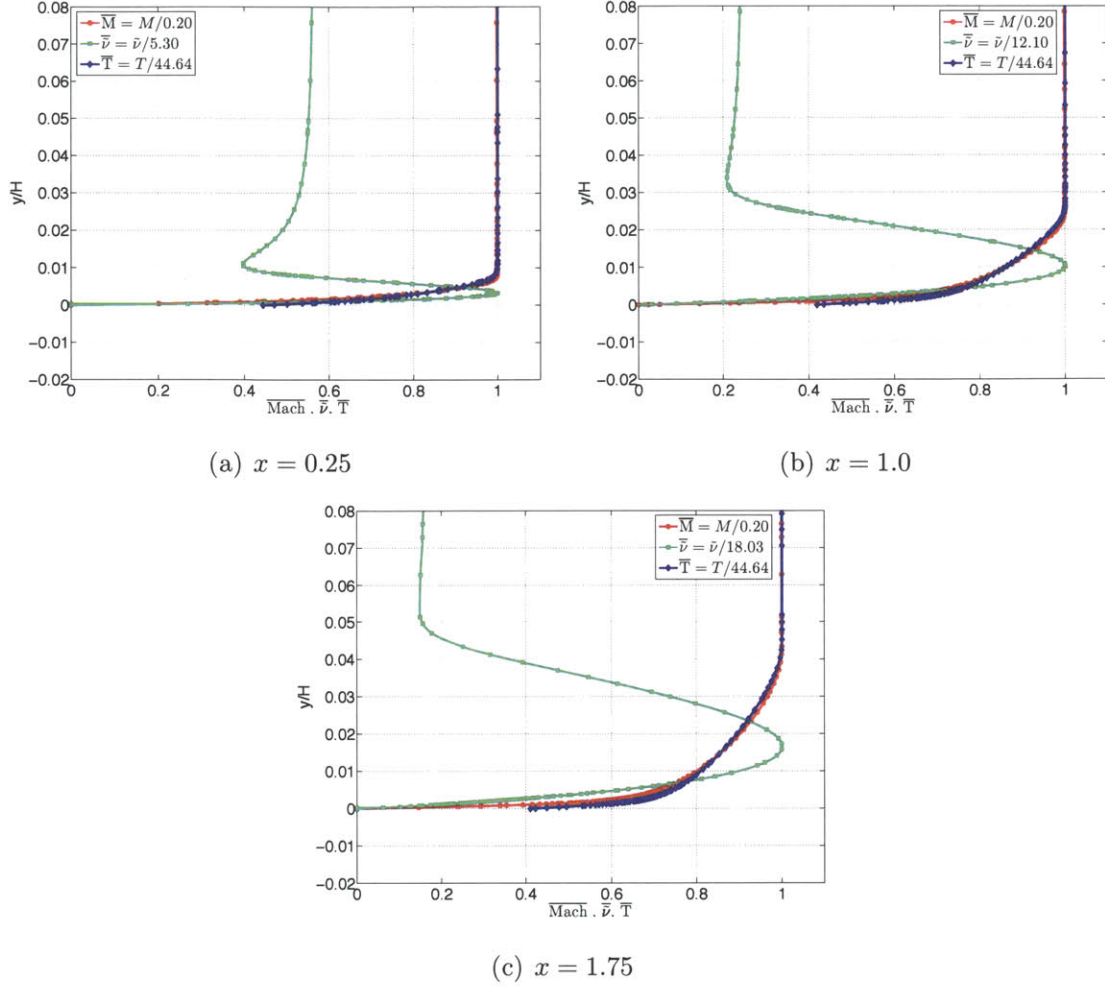 0.08
0.07
0.06
0.05
0.04
0.03
0.02
0.01
0
−0.01
−0.02
y/H
0
0.2
0.4
0.6
0.8
1
M̅ = M/0.20
ν̃̅ = ν̃/5.30
T̅ = T/44.64
M̅a̅c̅h̅ . ν̃̅. T̅
(a) x = 0.25
0.08
0.07
0.06
0.05
0.04
0.03
0.02
0.01
0
−0.01
−0.02
y/H
0
0.2
0.4
0.6
0.8
1
M̅ = M/0.20
ν̃̅ = ν̃/12.10
T̅ = T/44.64
M̅a̅c̅h̅ . ν̃̅. T̅
(b) x = 1.0
0.08
0.07
0.06
0.05
0.04
0.03
0.02
0.01
0
−0.01
−0.02
y/H
0
0.2
0.4
0.6
0.8
1
M̅ = M/0.20
ν̃̅ = ν̃/18.03
T̅ = T/44.64
M̅a̅c̅h̅ . ν̃̅. T̅
(c) x = 1.75